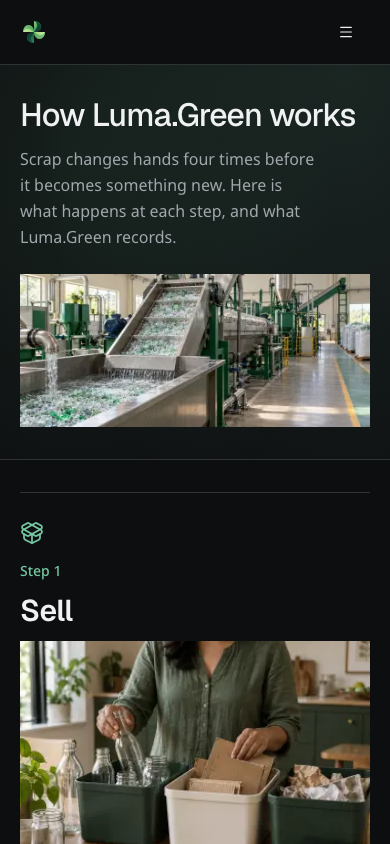 How Luma.Green works
Scrap changes hands four times before
it becomes something new. Here is
what happens at each step, and what
Luma.Green records.
Step 1
Sell